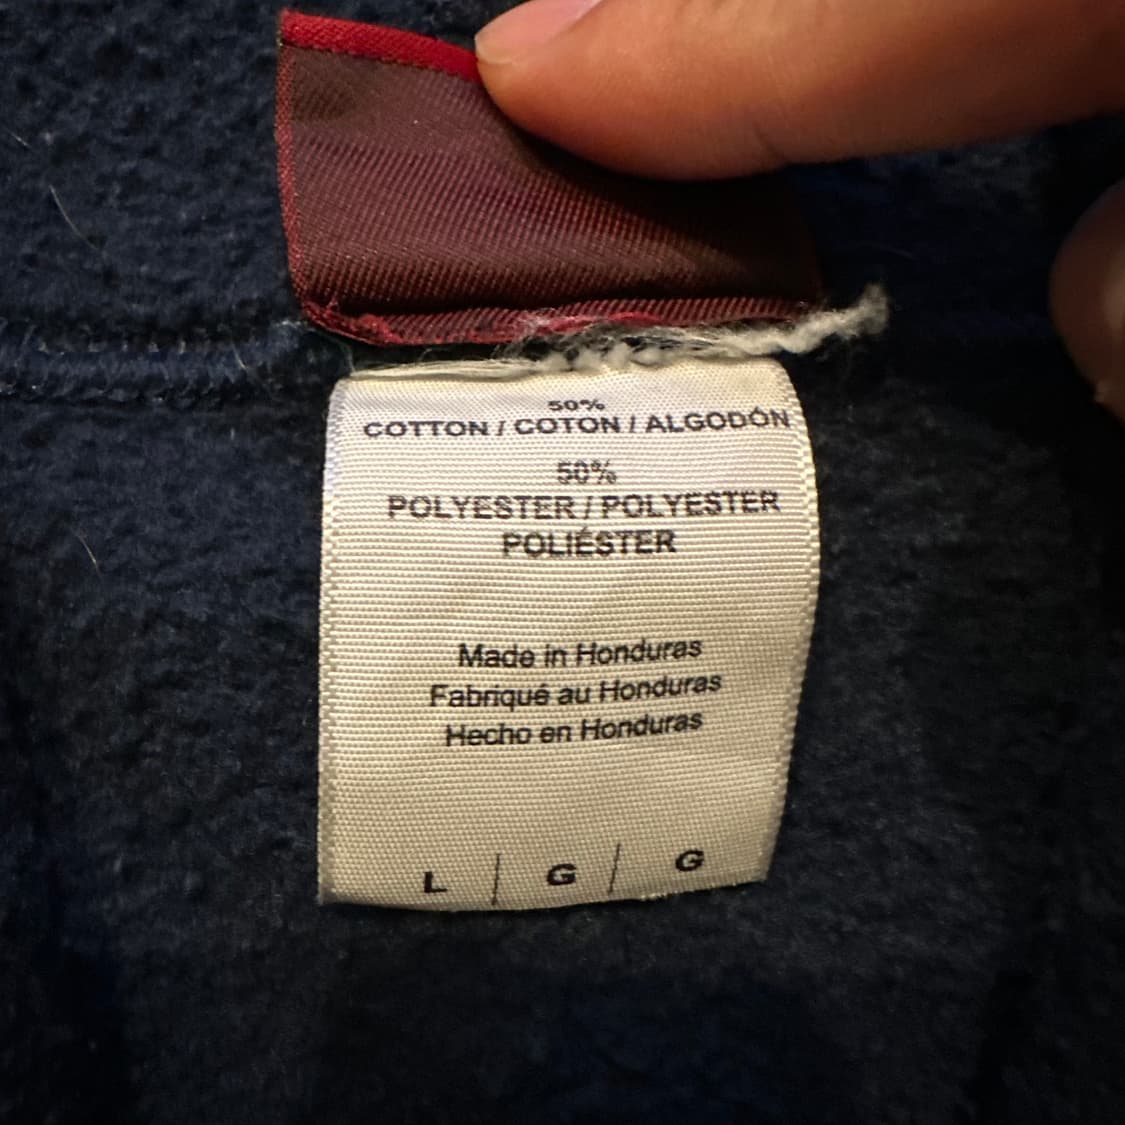 50%
COTTON / COTON / ALGODÓN
50%
POLYESTER / POLYESTER
POLIÉSTER
Made in Honduras
Fabriqué au Honduras
Hecho en Honduras
L | G | G